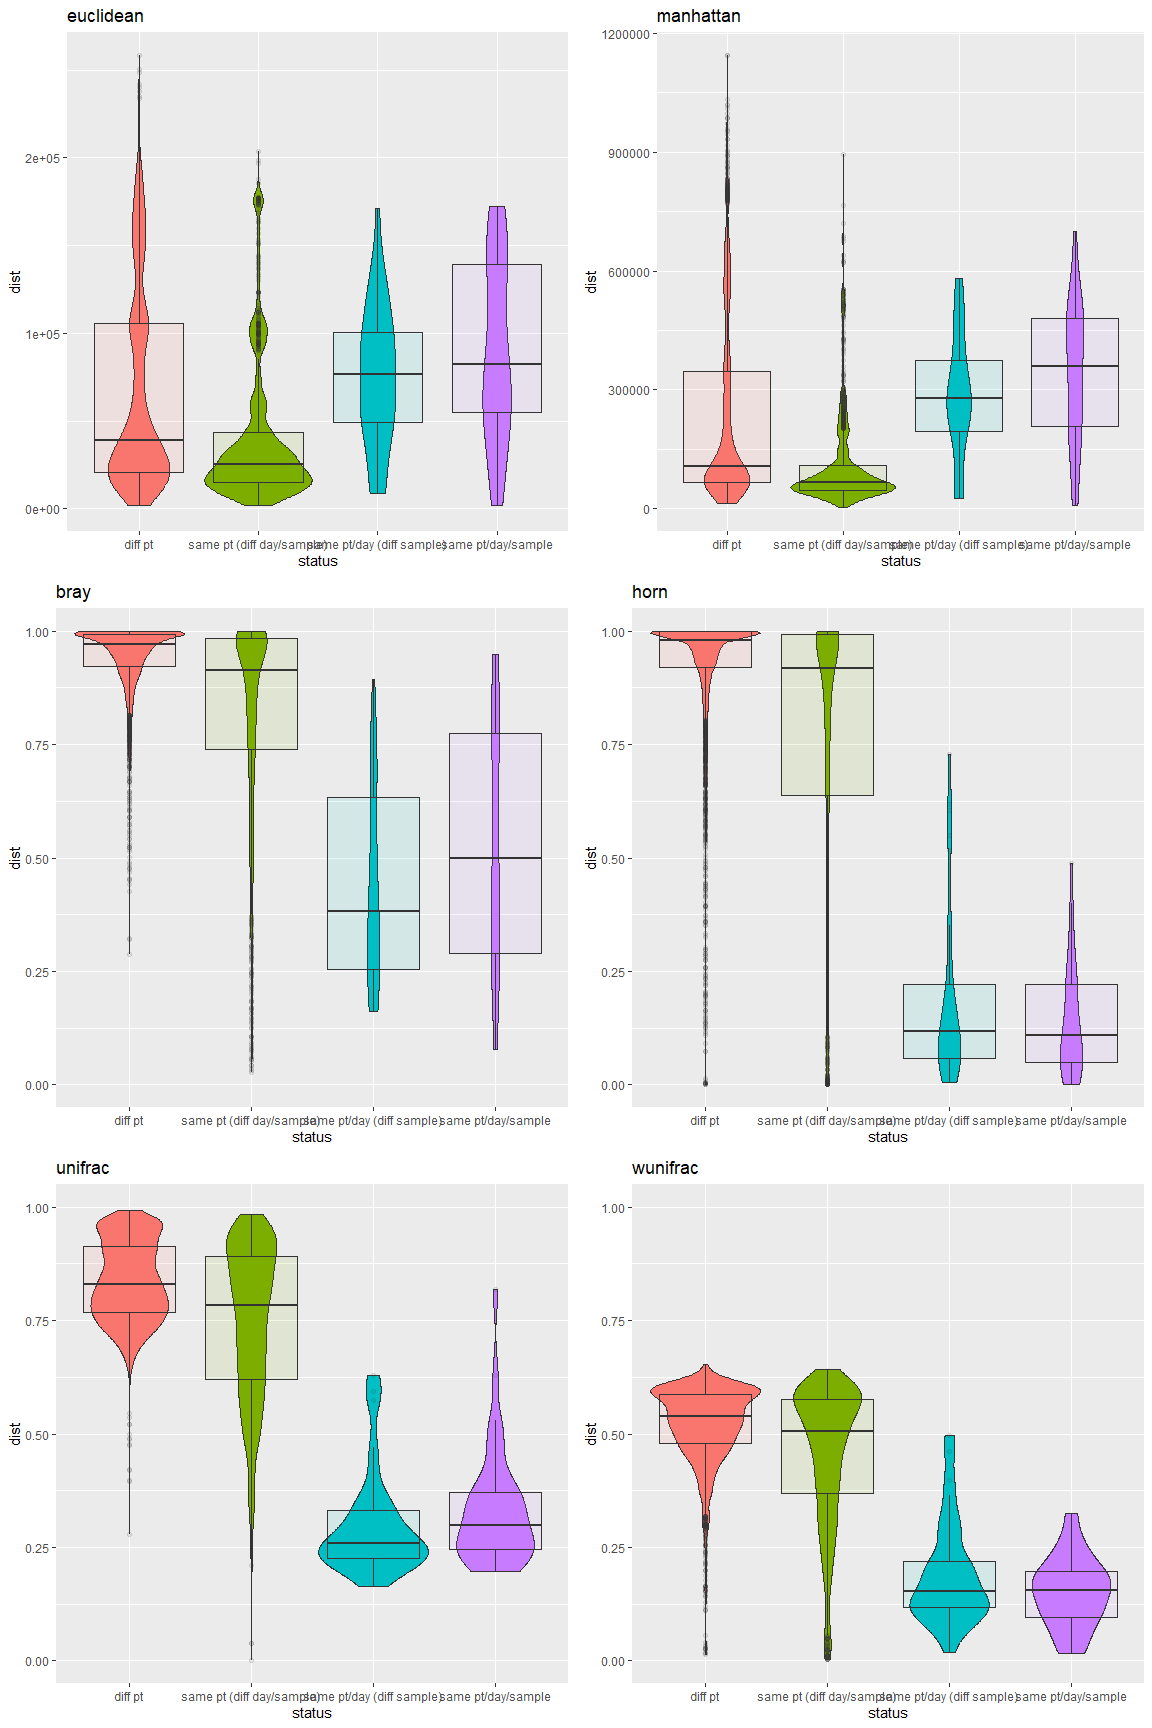 euclidean
dist
2e+05
1e+05
0e+00
diff pt same pt (diff day/sample) same pt/day (diff sample) same pt/day/sample
status
manhattan
dist
1200000
900000
600000
300000
0
diff pt same pt (diff day/sample) same pt/day (diff sample) same pt/day/sample
status
bray
dist
1.00
0.75
0.50
0.25
0.00
diff pt same pt (diff day/sample) same pt/day (diff sample) same pt/day/sample
status
horn
dist
1.00
0.75
0.50
0.25
0.00
diff pt same pt (diff day/sample) same pt/day (diff sample) same pt/day/sample
status
unifrac
dist
1.00
0.75
0.50
0.25
0.00
diff pt same pt (diff day/sample) same pt/day (diff sample) same pt/day/sample
status
wunifrac
dist
1.00
0.75
0.50
0.25
0.00
diff pt same pt (diff day/sample) same pt/day (diff sample) same pt/day/sample
status